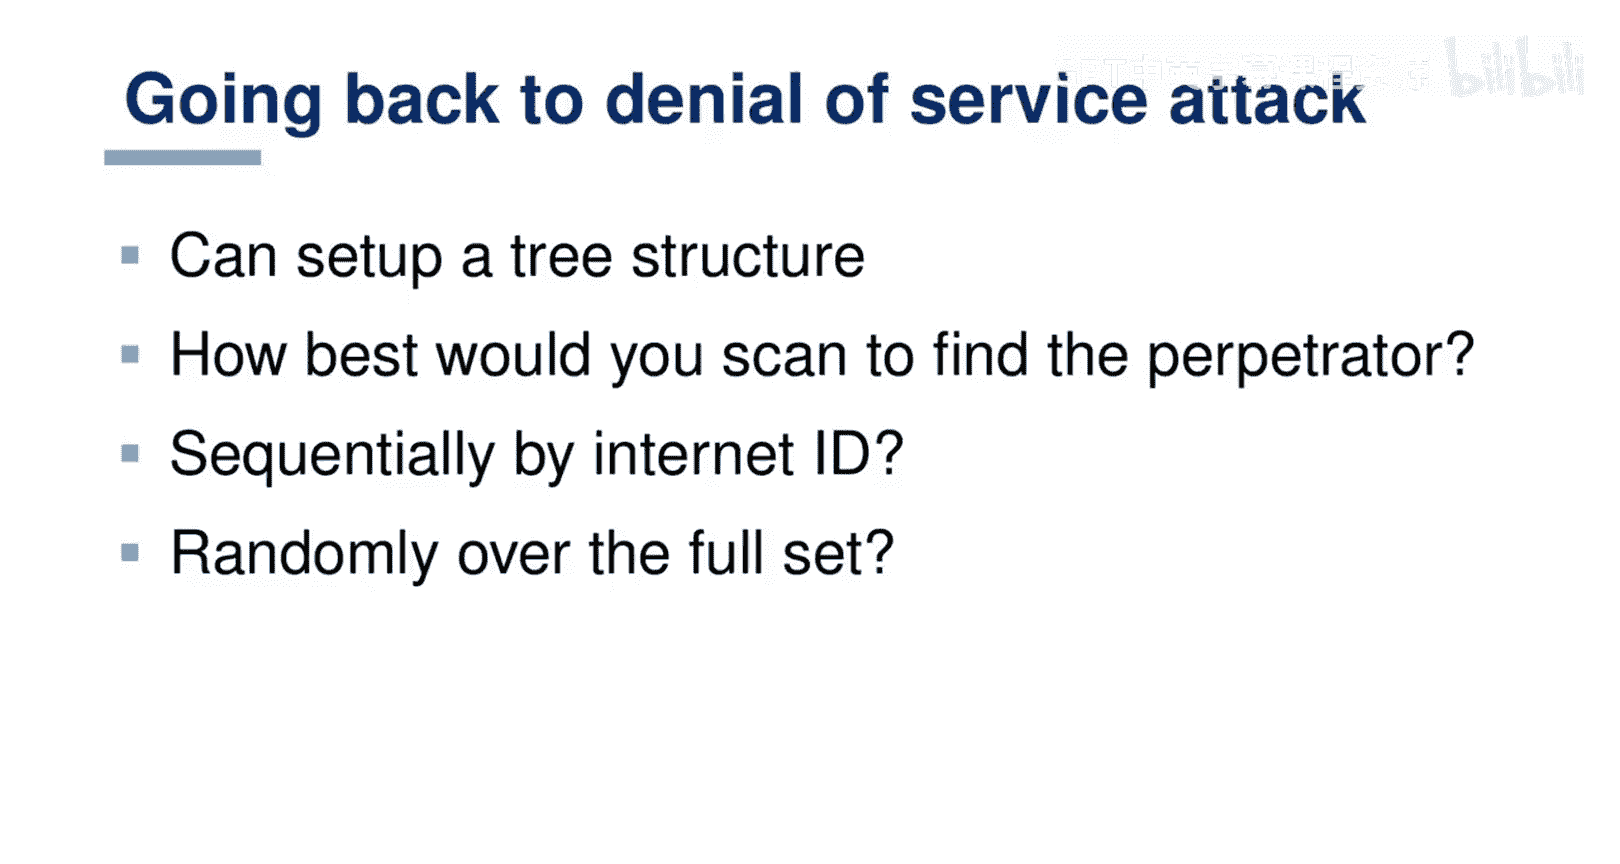 Going back to denial of service attack
bilibili
Can setup a tree structure
How best would you scan to find the perpetrator?
Sequentially by internet ID?
Randomly over the full set?